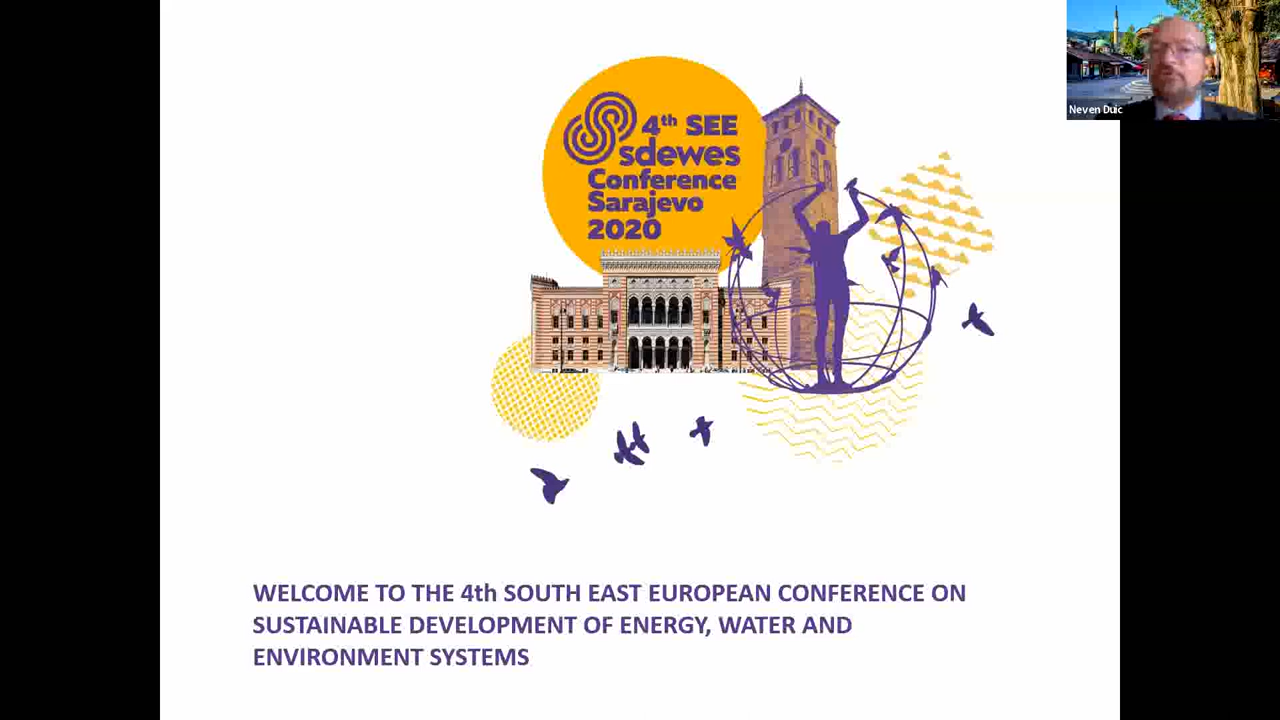 4th SEE
sdewes
Conference
Sarajevo
2020
Neven Duic
WELCOME TO THE 4th SOUTH EAST EUROPEAN CONFERENCE ON
SUSTAINABLE DEVELOPMENT OF ENERGY, WATER AND
ENVIRONMENT SYSTEMS